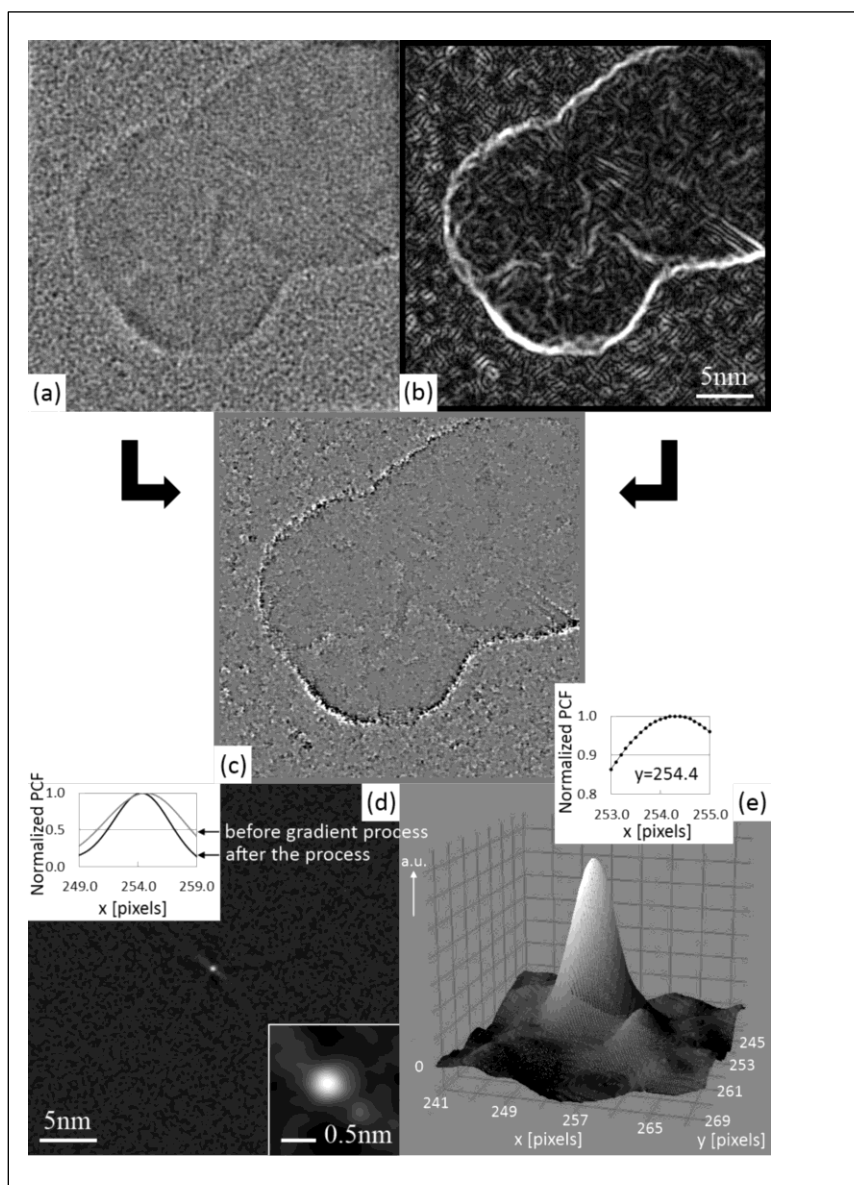 (a)
(b)
5nm
(c)
Normalized PCF
1.0
0.9
0.8
y=254.4
253.0 254.0 255.0
x [pixels]
(d)
Normalized PCF
1.0
0.5
0.0
before gradient process
after the process
249.0 254.0 259.0
x [pixels]
5nm
0.5nm
(e)
a.u.
0
241
249
257
265
269
261
253
245
x [pixels]
y [pixels]